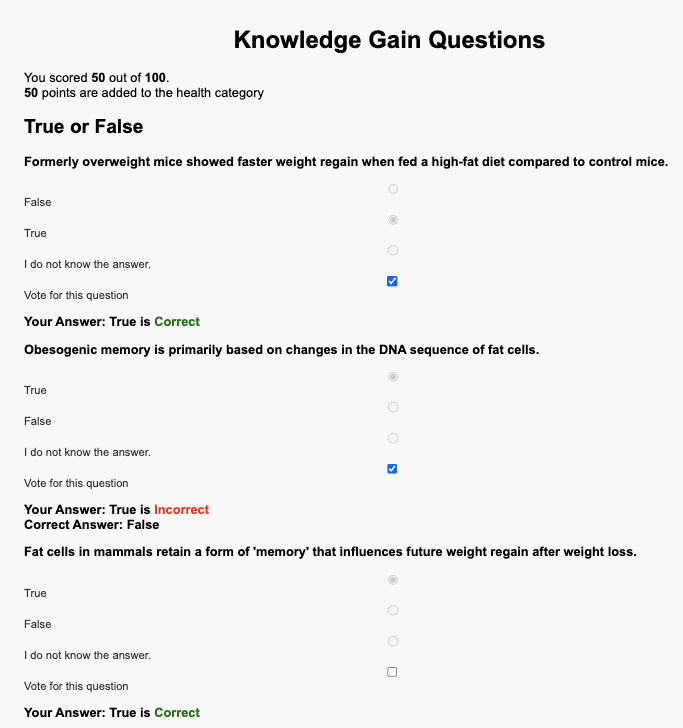 Knowledge Gain Questions
You scored 50 out of 100.
50 points are added to the health category
True or False
Formerly overweight mice showed faster weight regain when fed a high-fat diet compared to control mice.
False
True
I do not know the answer.
Vote for this question
Your Answer: True is Correct
Obesogenic memory is primarily based on changes in the DNA sequence of fat cells.
True
False
I do not know the answer.
Vote for this question
Your Answer: True is Incorrect
Correct Answer: False
Fat cells in mammals retain a form of 'memory' that influences future weight regain after weight loss.
True
False
I do not know the answer.
Vote for this question
Your Answer: True is Correct